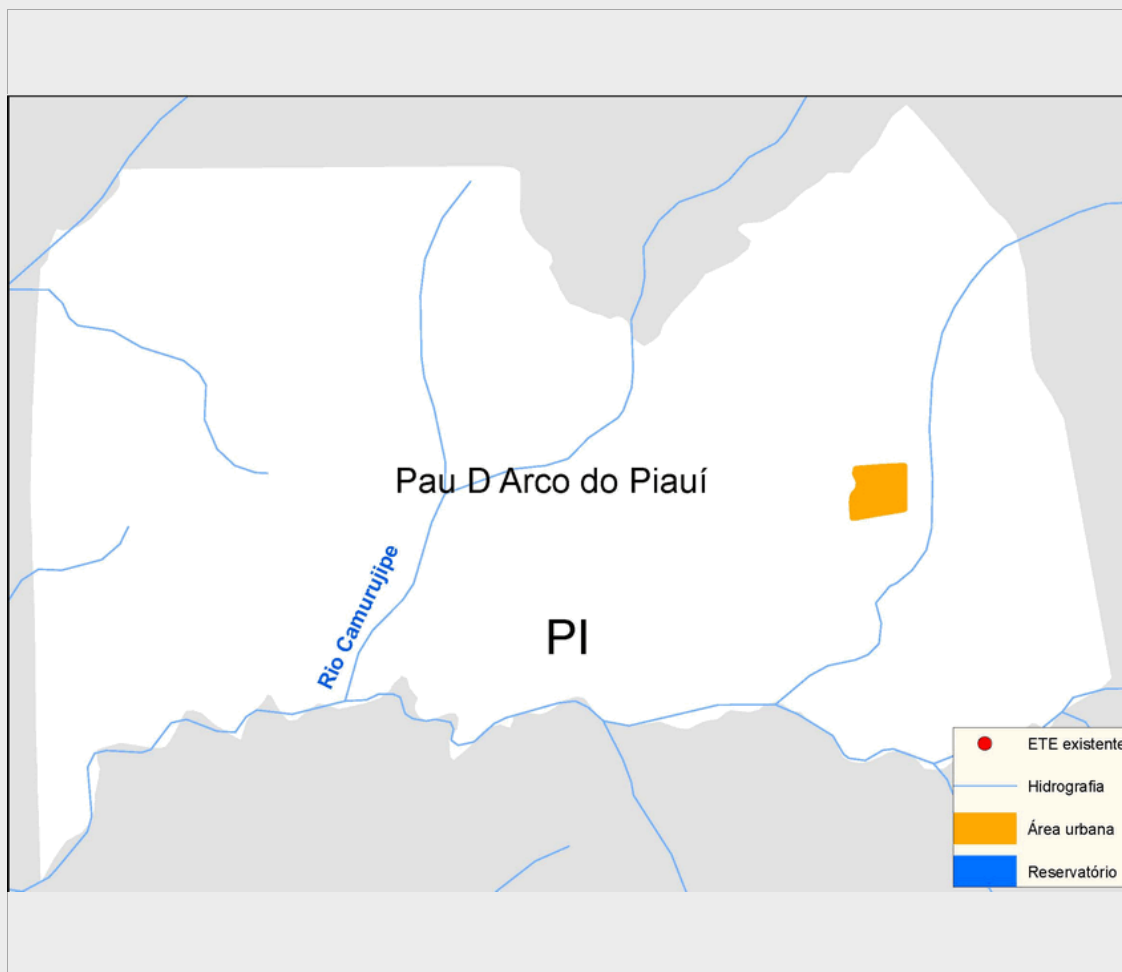 Pau D Arco do Piauí
Rio Camurujipe
PI
ETE existente
Hidrografia
Área urbana
Reservatório